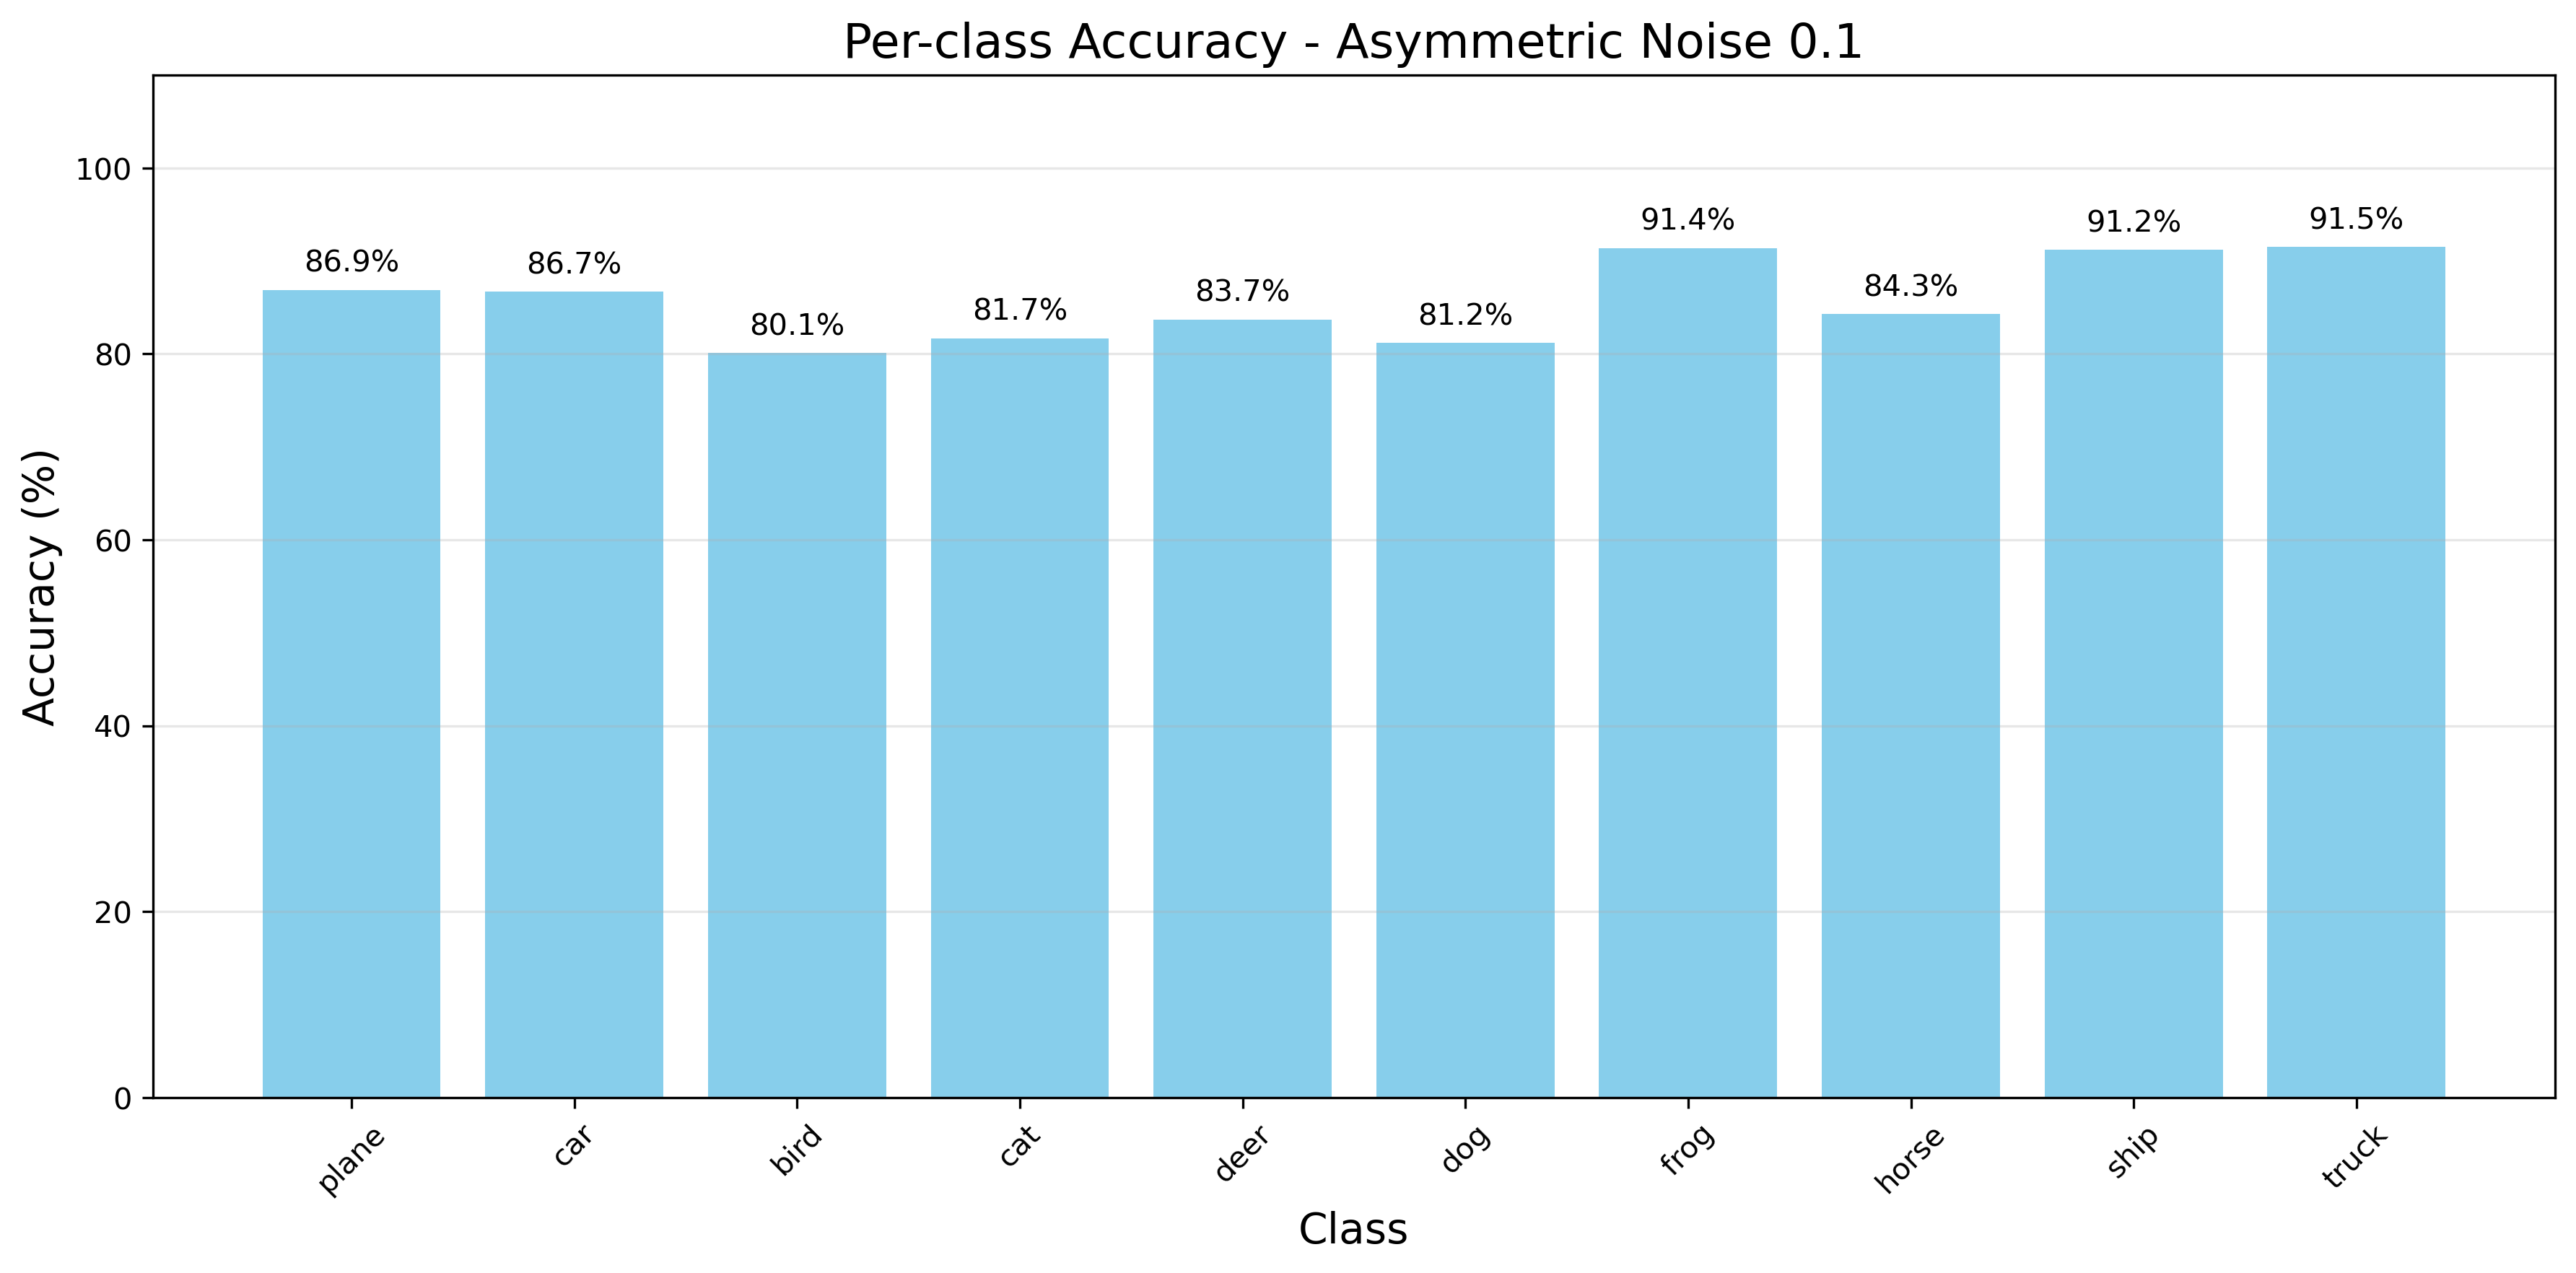 Per-class Accuracy - Asymmetric Noise 0.1
Accuracy (%)
100
80
60
40
20
0
86.9%
86.7%
80.1%
81.7%
83.7%
81.2%
91.4%
84.3%
91.2%
91.5%
plane
car
bird
cat
deer
dog
frog
horse
ship
truck
Class